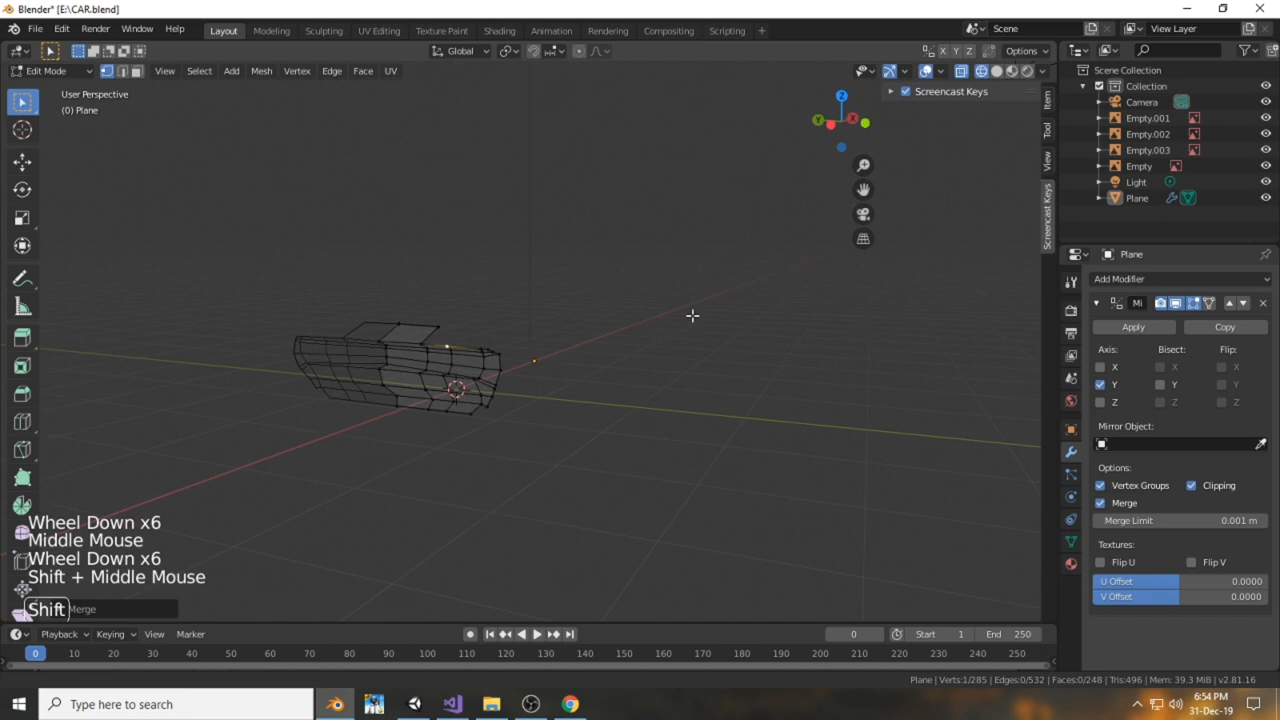 Blender* [E:\CAR.blend]
File Edit Render Window Help Layout Modeling Sculpting UV Editing Texture Paint Shading Animation Rendering Compositing Scripting Scene View Layer
Global Options
X Y Z
Edit Mode View Select Add Mesh Vertex Edge Face UV
User Perspective
(0) Plane
Z
Y
X
Screencast Keys
Item
Tool
View
Screencast Keys
Scene Collection
Collection
Camera
Empty.001
Empty.002
Empty.003
Empty
Light
Plane
Plane
Add Modifier
Mi
Apply Copy
Axis: Bisect: Flip:
X X X
Y Y Y
Z Z Z
Mirror Object:
Options:
Vertex Groups Clipping
Merge
Merge Limit 0.001 m
Textures:
Flip U Flip V
U Offset 0.0000
V Offset 0.0000
Wheel Down x6
Middle Mouse
Wheel Down x6
Shift + Middle Mouse
Shift Merge
Playback Keying View Marker 0 Start 1 End 250
0 10 20 30 40 50 60 70 80 90 100 110 120 130 140 150 160 170 180 190 200 210 220 230 240 250
Plane | Verts:1/285 | Edges:0/532 | Faces:0/248 | Tris:496 | Mem: 39.3 MiB | v2.81.16
Type here to search
6:54 PM
31-Dec-19